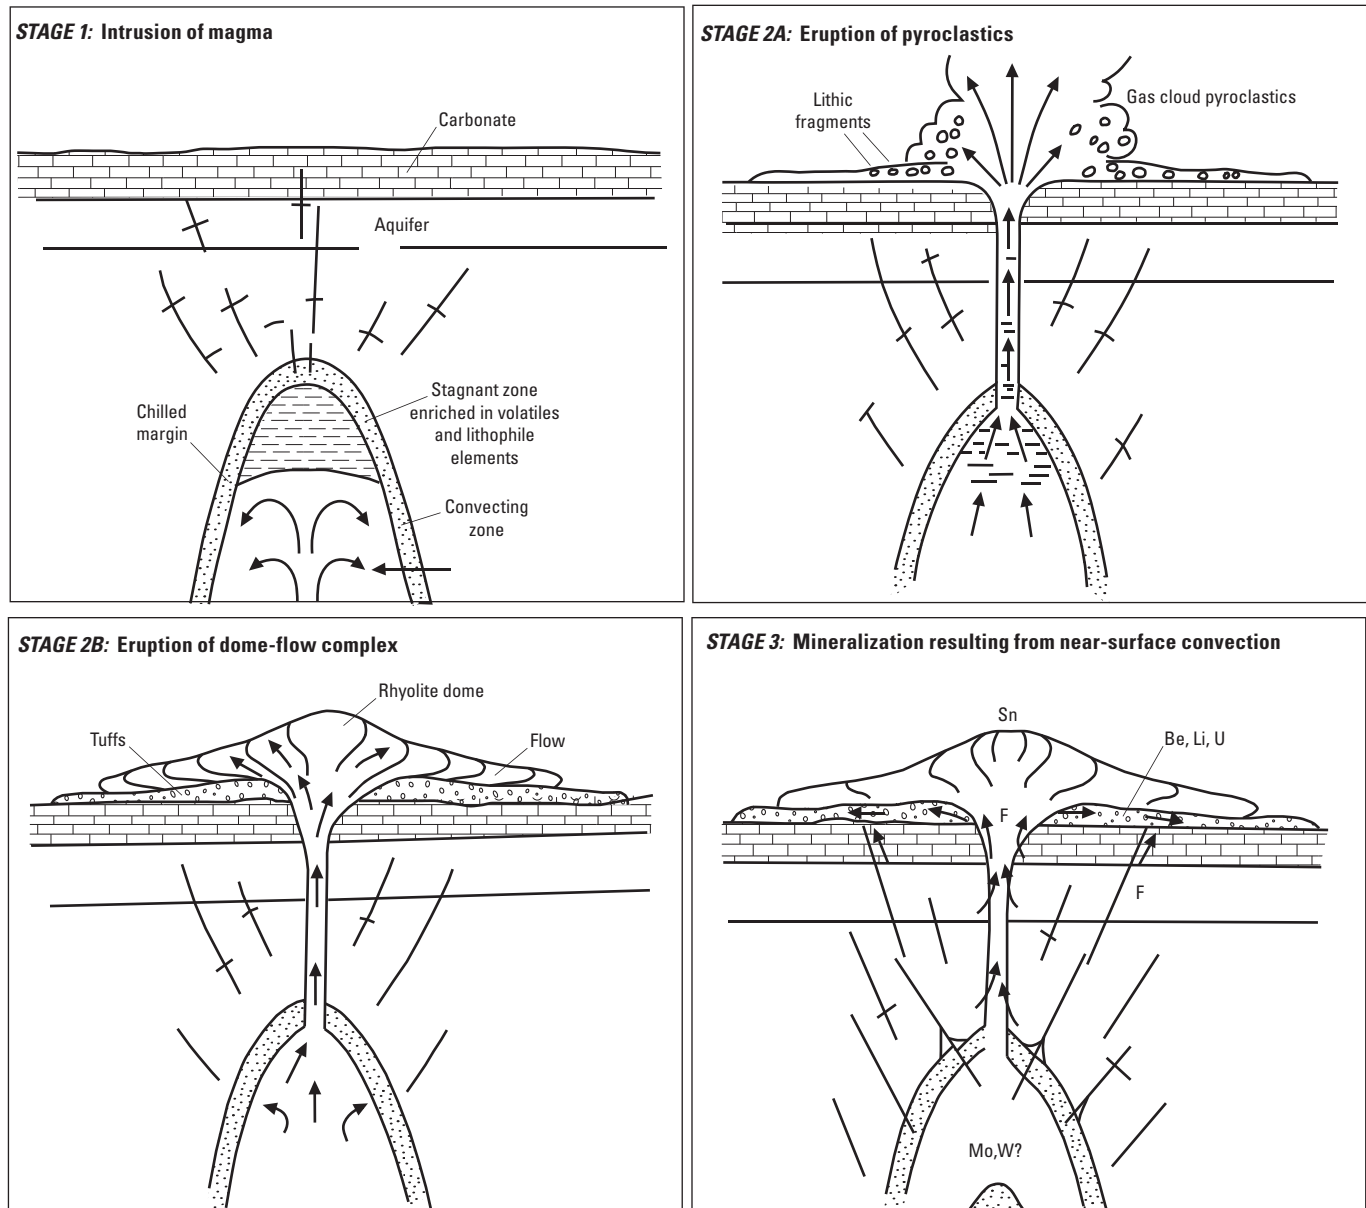 STAGE 1: Intrusion of magma
Carbonate
Aquifer
Chilled
margin
Stagnant zone
enriched in volatiles
and lithophile
elements
Convecting
zone
STAGE 2A: Eruption of pyroclastics
Lithic
fragments
Gas cloud pyroclastics
STAGE 2B: Eruption of dome-flow complex
Rhyolite dome
Tuffs
Flow
STAGE 3: Mineralization resulting from near-surface convection
Sn
Be, Li, U
F
F
Mo,W?